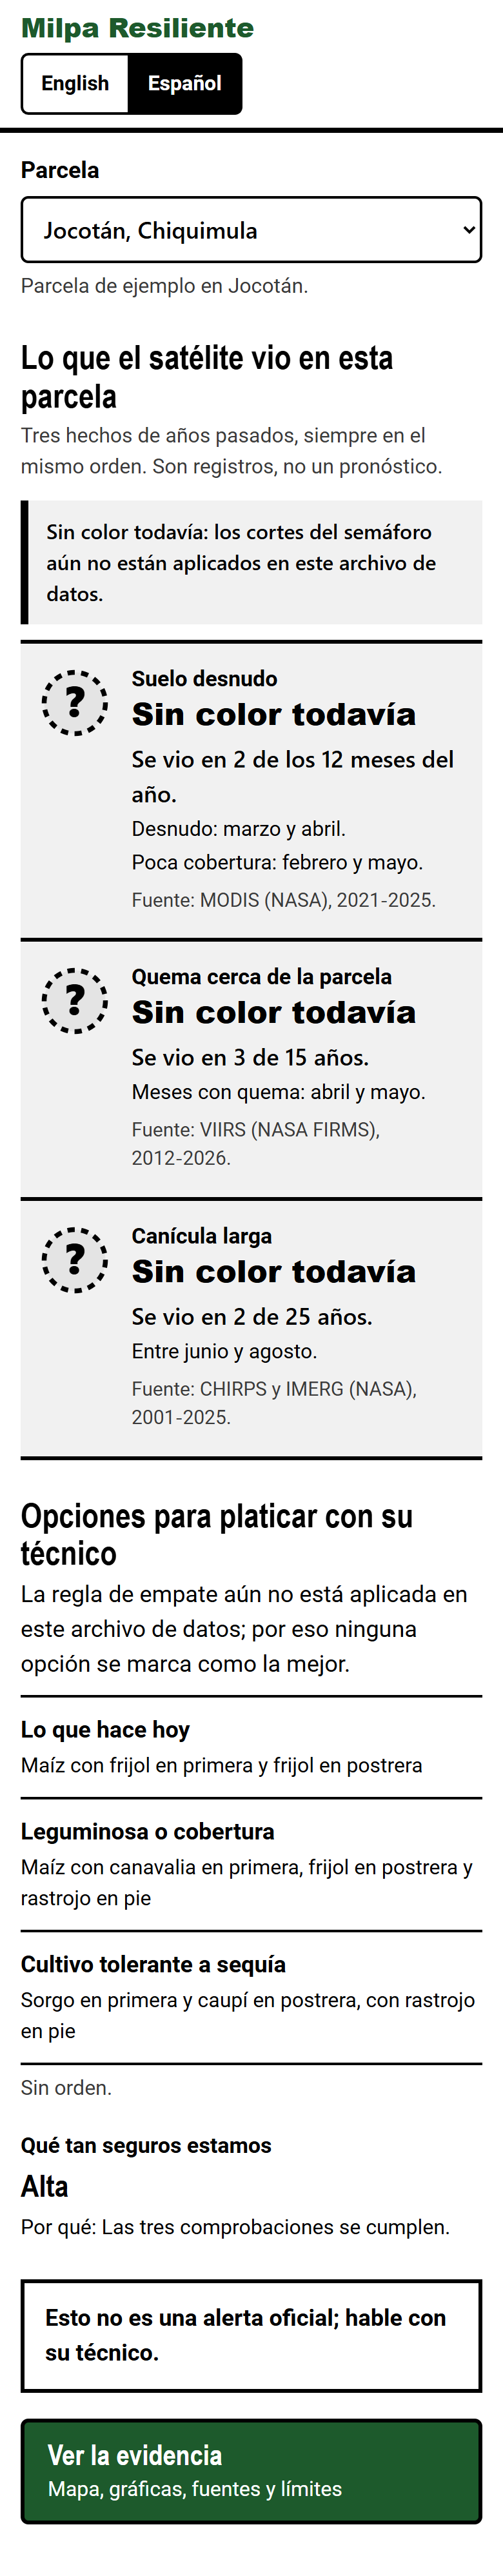 Milpa Resiliente
English Español
Parcela
Jocotán, Chiquimula
Parcela de ejemplo en Jocotán.
Lo que el satélite vio en esta
parcela
Tres hechos de años pasados, siempre en el
mismo orden. Son registros, no un pronóstico.
Sin color todavía: los cortes del semáforo
aún no están aplicados en este archivo de
datos.
?
Suelo desnudo
Sin color todavía
Se vio en 2 de los 12 meses del
año.
Desnudo: marzo y abril.
Poca cobertura: febrero y mayo.
Fuente: MODIS (NASA), 2021-2025.
?
Quema cerca de la parcela
Sin color todavía
Se vio en 3 de 15 años.
Meses con quema: abril y mayo.
Fuente: VIIRS (NASA FIRMS),
2012-2026.
?
Canícula larga
Sin color todavía
Se vio en 2 de 25 años.
Entre junio y agosto.
Fuente: CHIRPS y IMERG (NASA),
2001-2025.
Opciones para platicar con su
técnico
La regla de empate aún no está aplicada en
este archivo de datos; por eso ninguna
opción se marca como la mejor.
Lo que hace hoy
Maíz con frijol en primera y frijol en postrera
Leguminosa o cobertura
Maíz con canavalia en primera, frijol en postrera y
rastrojo en pie
Cultivo tolerante a sequía
Sorgo en primera y caupí en postrera, con rastrojo
en pie
Sin orden.
Qué tan seguros estamos
Alta
Por qué: Las tres comprobaciones se cumplen.
Esto no es una alerta oficial; hable con
su técnico.
Ver la evidencia
Mapa, gráficas, fuentes y límites